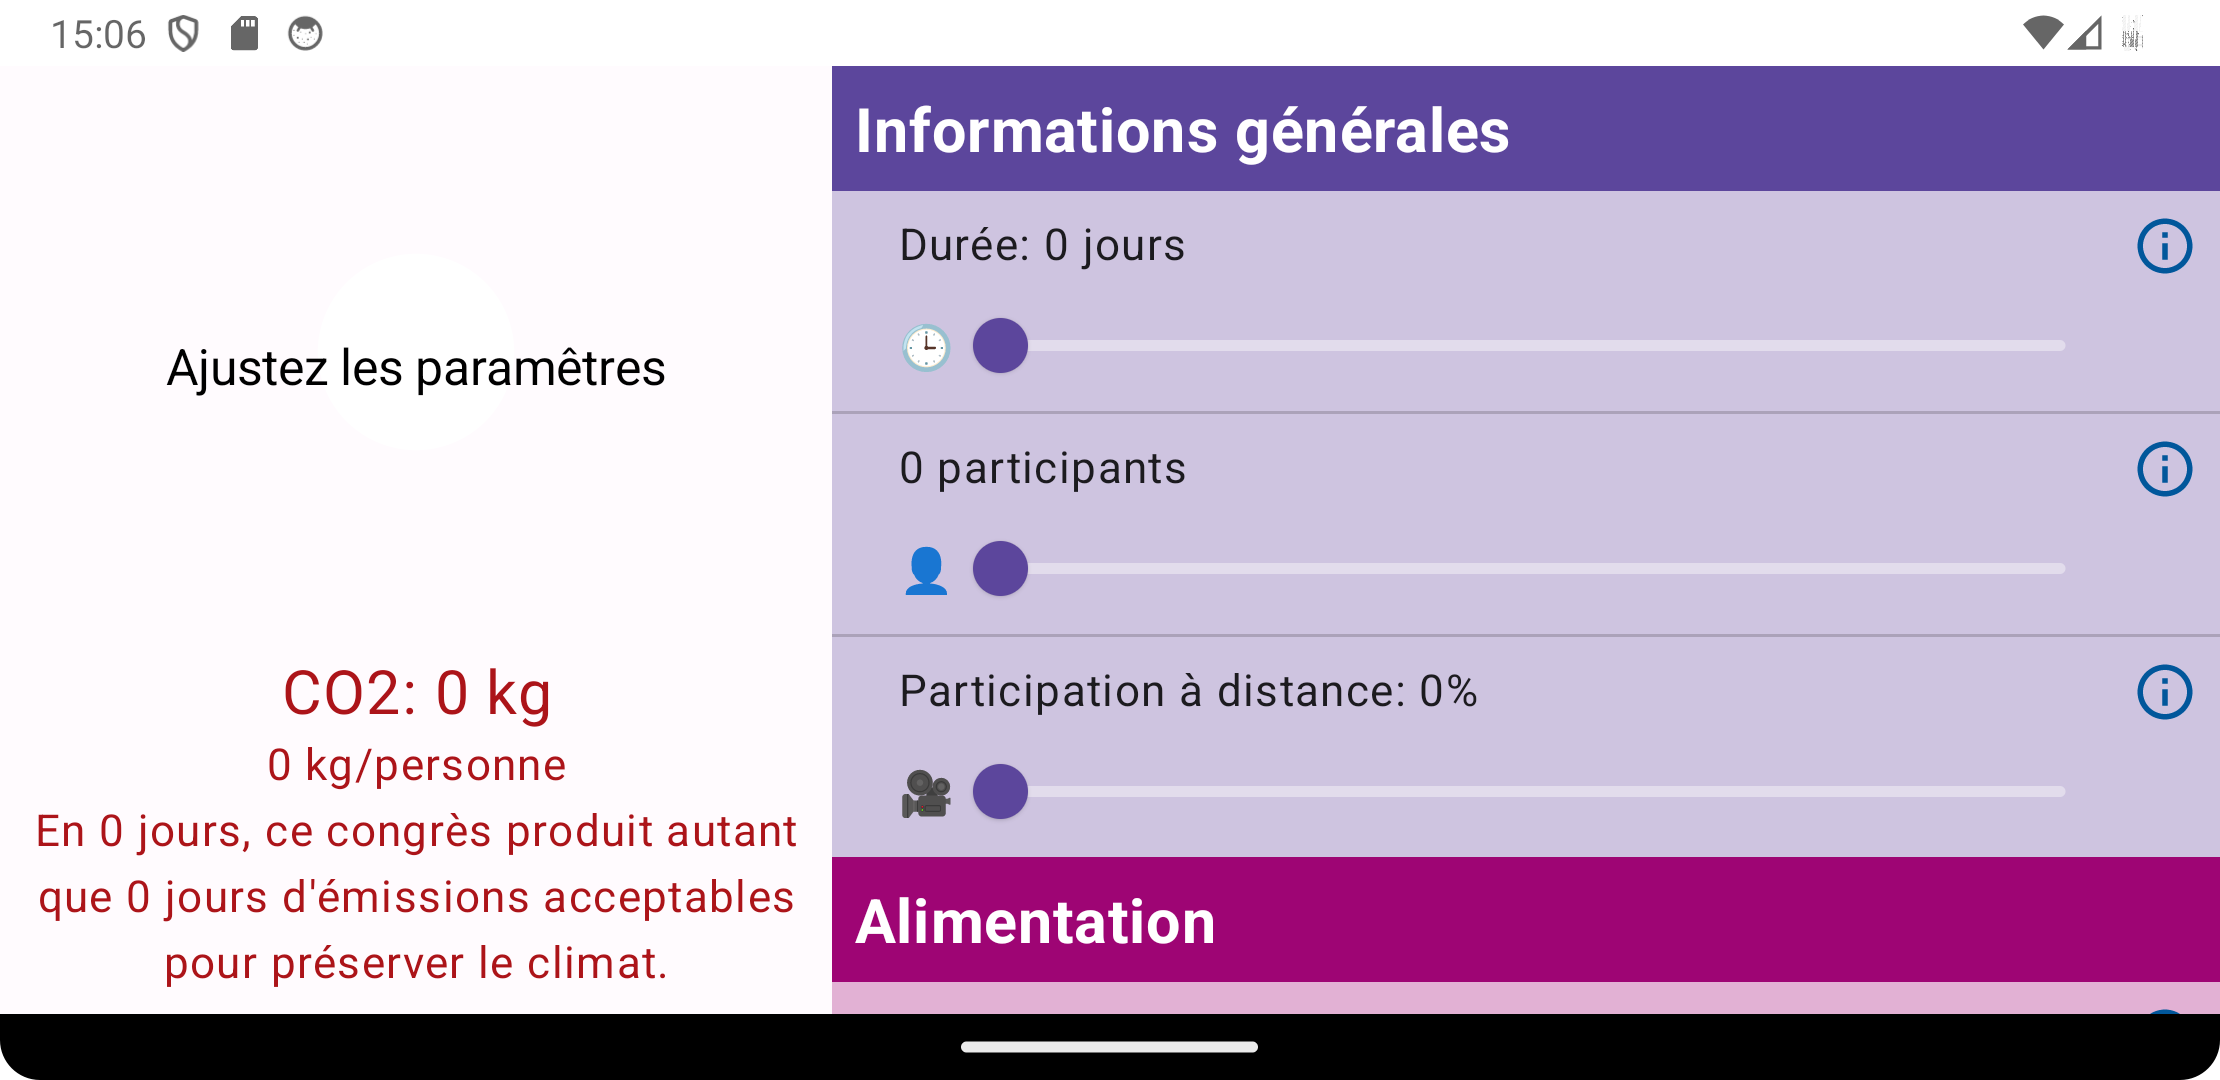 15:06
Ajustez les paramêtres
CO2: 0 kg
0 kg/personne
En 0 jours, ce congrès produit autant
que 0 jours d'émissions acceptables
pour préserver le climat.
Informations générales
Durée: 0 jours
0 participants
Participation à distance: 0%
Alimentation